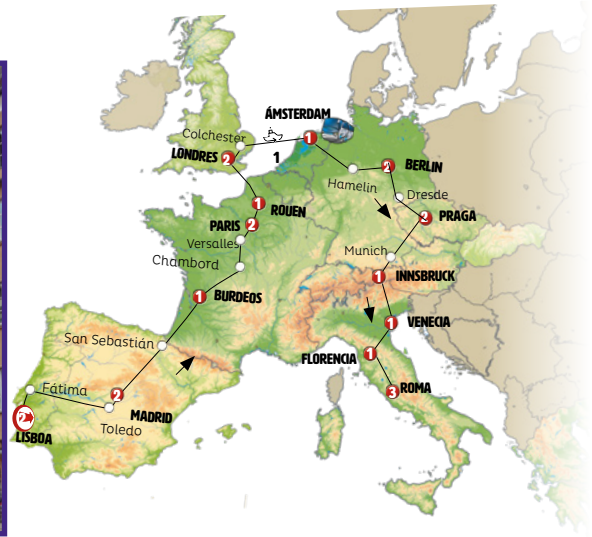 ÁMSTERDAM
1
Colchester
1
LONDRES
2
2
BERLIN
Hamelin
Dresde
1
ROUEN
2
PRAGA
PARIS
2
Versalles
Munich
Chambord
1
INNSBRUCK
1
BURDEOS
1
VENECIA
San Sebastián
FLORENCIA
1
Fátima
2
3
ROMA
2
MADRID
LISBOA
Toledo